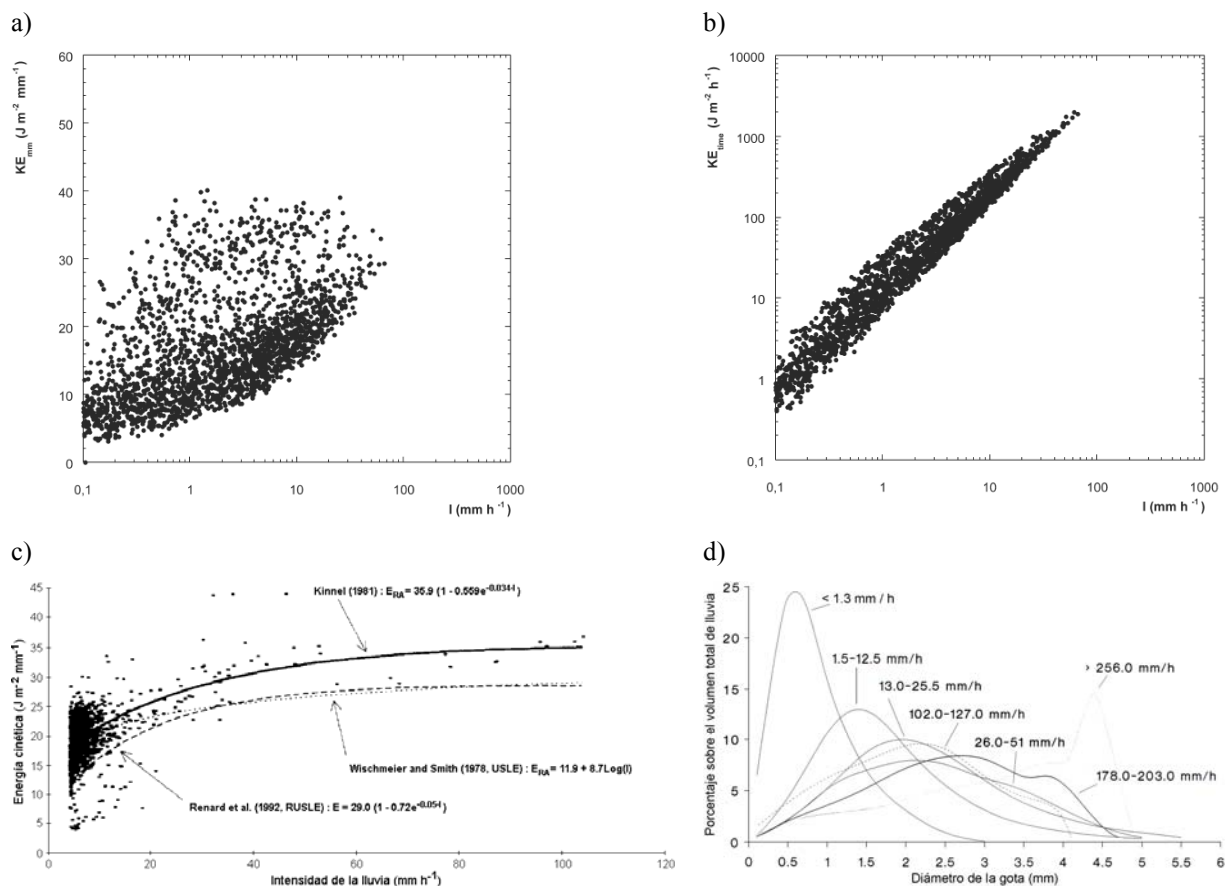 a)
60
50
40
30
20
10
0
KE mm (J m-2 mm-1)
0,1 1 10 100 1000
I (mm h-1)
b)
10000
1000
100
10
1
0,1
KE time (J m-2 h-1)
0,1 1 10 100 1000
I (mm h-1)
c)
45
40
35
30
25
20
15
10
5
0
Energía cinética (J m-2 mm-1)
Kinnel (1981) : ERA= 35.9 (1 - 0.559e-0.034·I)
Wischmeier and Smith (1978, USLE) : ERA= 11.9 + 8.7Log(I)
Renard et al. (1992, RUSLE) : E = 29.0 (1 - 0.72e-0.05·I)
0 20 40 60 80 100 120
Intensidad de la lluvia (mm h-1)
d)
25
20
15
10
5
0
Porcentaje sobre el volumen total de lluvia
< 1.3 mm / h
1.5-12.5 mm/h
13.0-25.5 mm/h
102.0-127.0 mm/h
26.0-51 mm/h
> 256.0 mm/h
178.0-203.0 mm/h
0 0.5 1 1.5 2 2.5 3 3.5 4 4.5 5 5.5 6
Diámetro de la gota (mm)